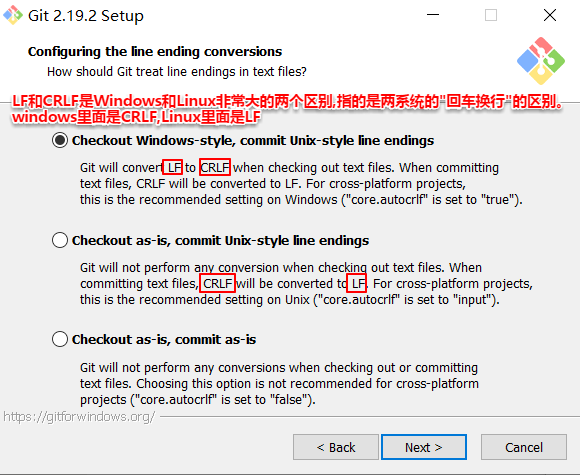 Git 2.19.2 Setup
Configuring the line ending conversions
How should Git treat line endings in text files?
LF和CRLF是Windows和Linux非常大的两个区别,指的是两系统的"回车换行"的区别。
windows里面是CRLF,Linux里面是LF
Checkout Windows-style, commit Unix-style line endings
Git will convert LF to CRLF when checking out text files. When committing
text files, CRLF will be converted to LF. For cross-platform projects,
this is the recommended setting on Windows ("core.autocrlf" is set to "true").
Checkout as-is, commit Unix-style line endings
Git will not perform any conversion when checking out text files. When
committing text files, CRLF will be converted to LF. For cross-platform projects,
this is the recommended setting on Unix ("core.autocrlf" is set to "input").
Checkout as-is, commit as-is
Git will not perform any conversions when checking out or committing
text files. Choosing this option is not recommended for cross-platform
projects ("core.autocrlf" is set to "false").
https://gitforwindows.org/
< Back
Next >
Cancel